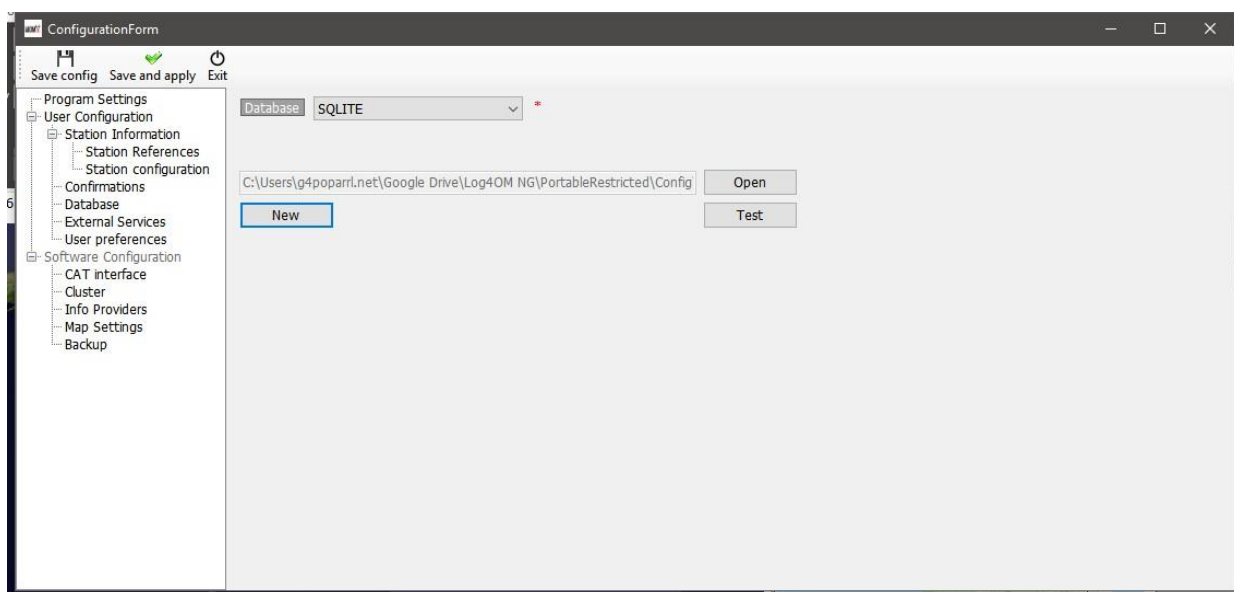 ConfigurationForm
Save config Save and apply Exit
Program Settings
User Configuration
Station Information
Station References
Station configuration
Confirmations
Database
External Services
User preferences
Software Configuration
CAT interface
Cluster
Info Providers
Map Settings
Backup
Database SQLITE *
C:\Users\g4poparrl.net\Google Drive\Log4OM NG\PortableRestricted\Config Open
New Test